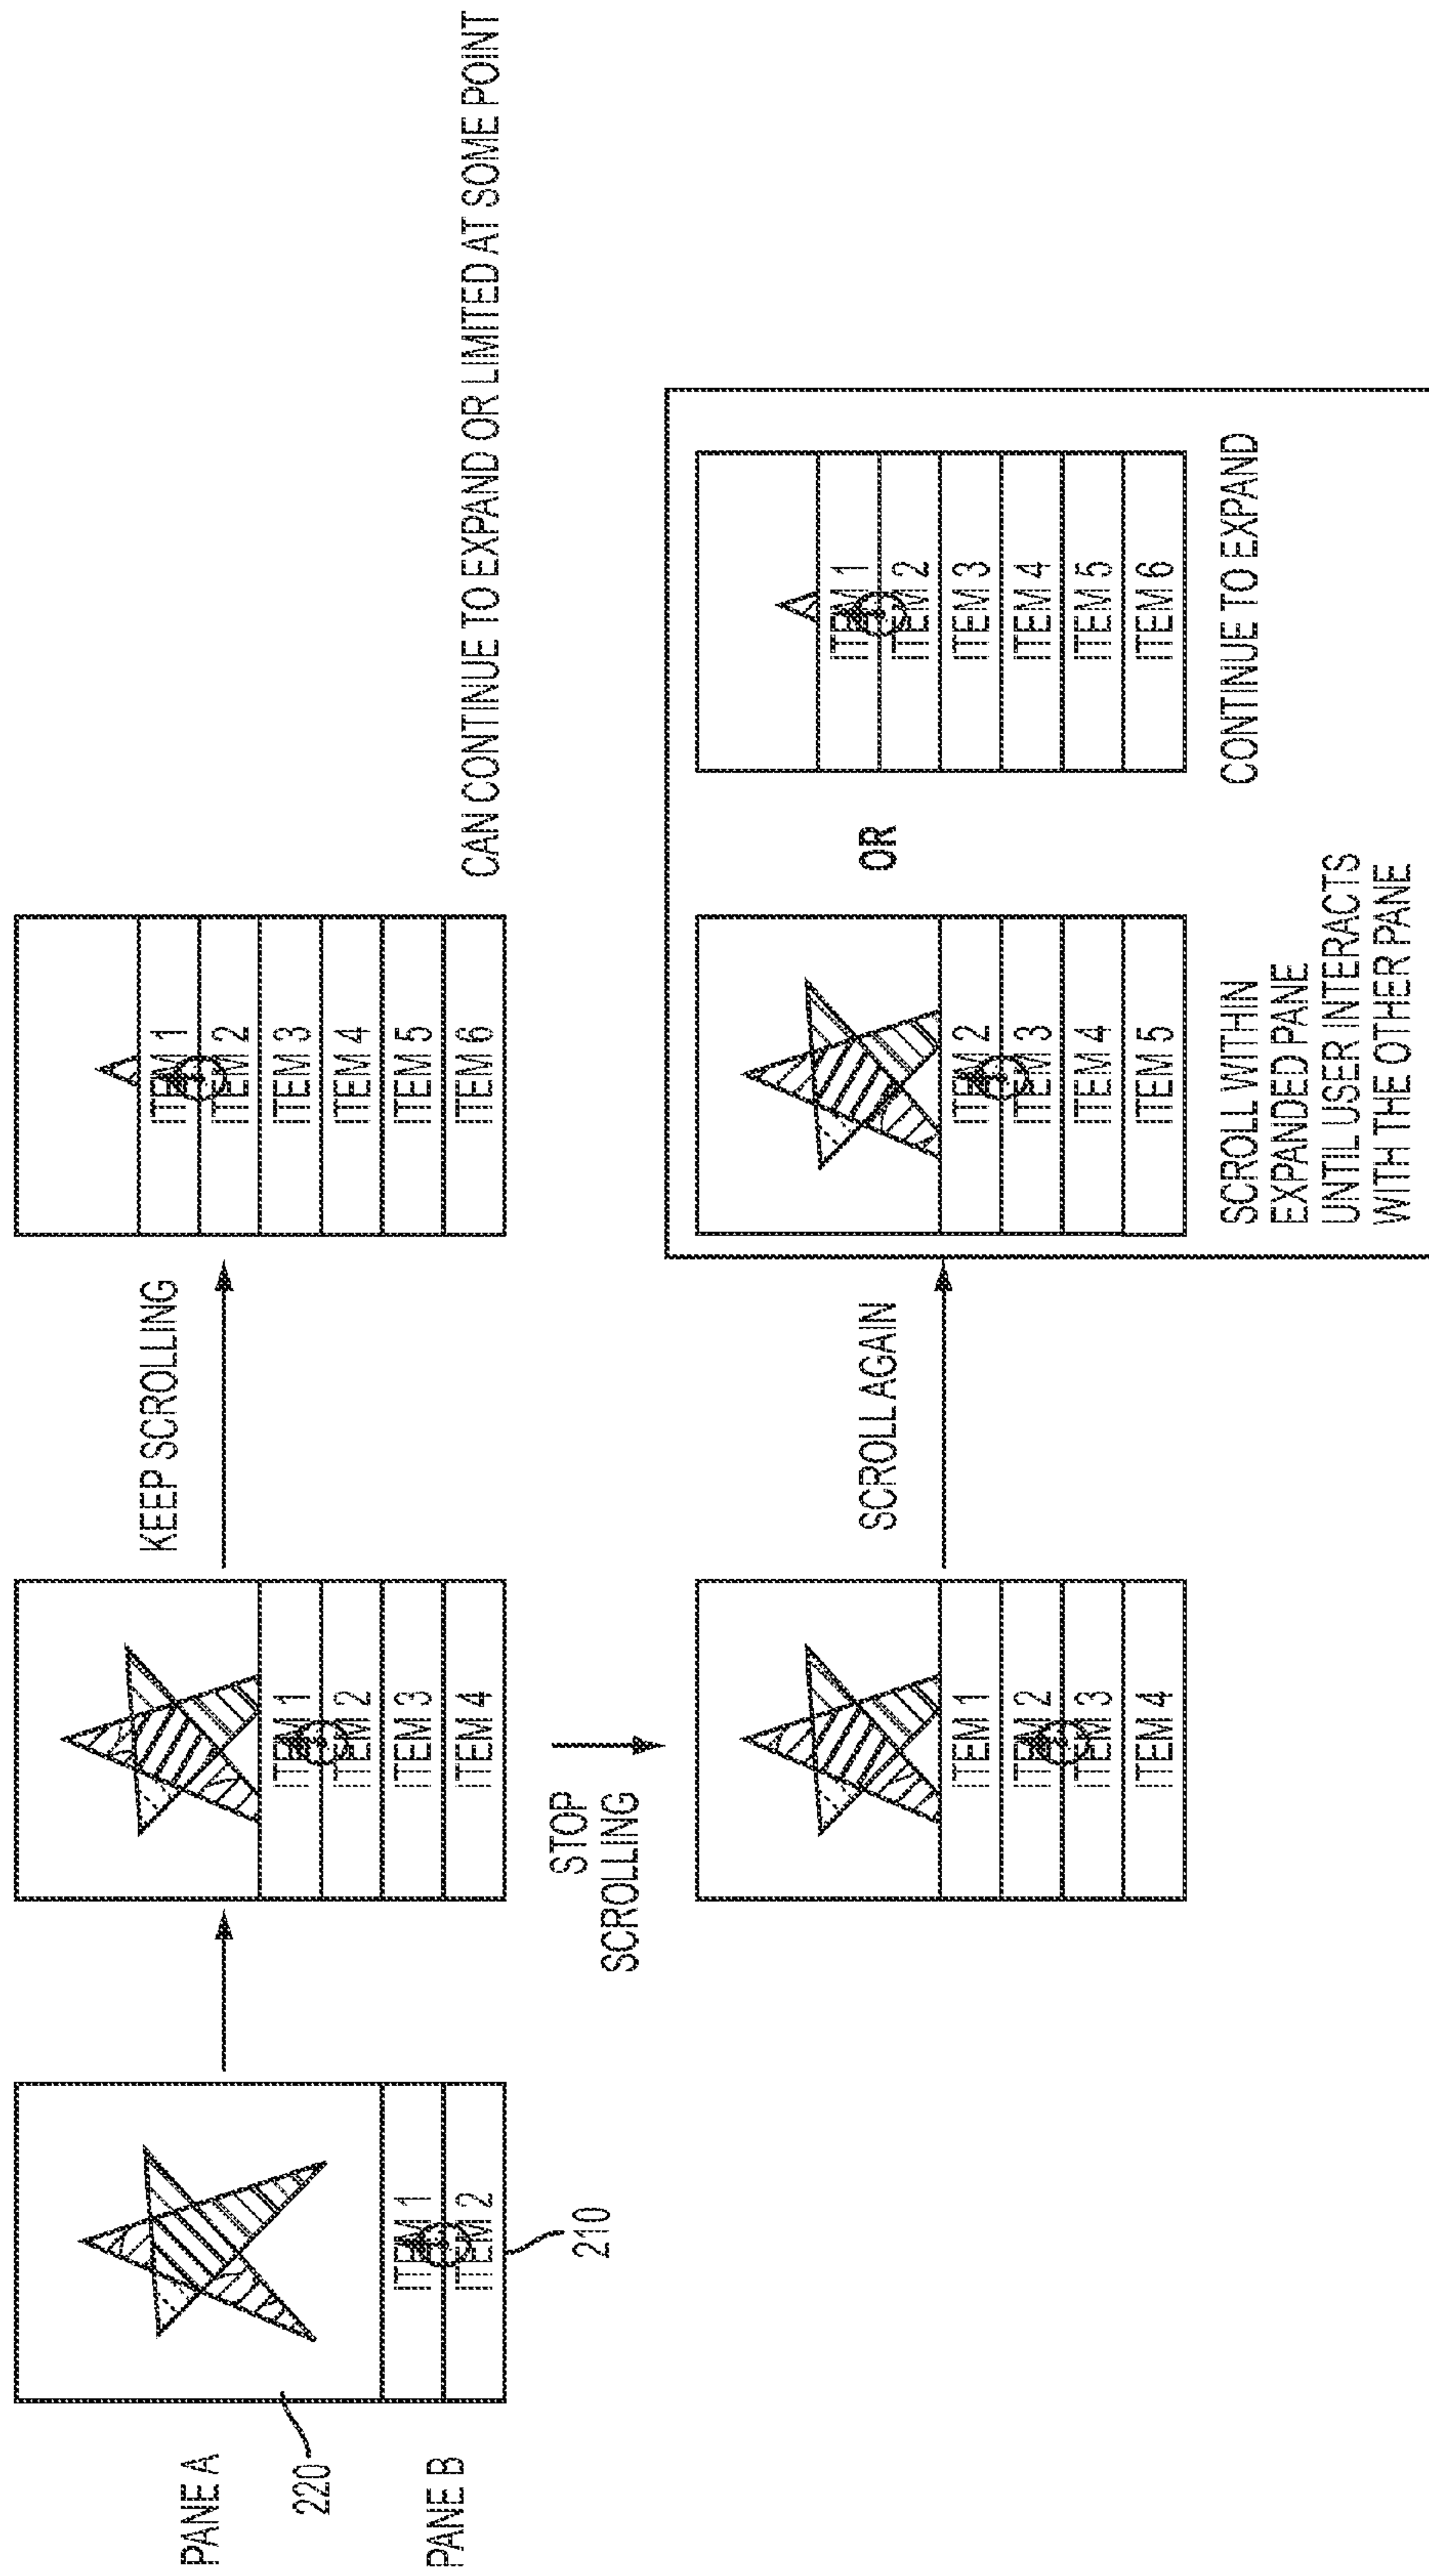 PANE A
220
PANE B
ITEM 1
ITEM 2
210
ITEM 1
ITEM 2
ITEM 3
ITEM 4
KEEP SCROLLING
ITEM 1
ITEM 2
ITEM 3
ITEM 4
ITEM 5
ITEM 6
CAN CONTINUE TO EXPAND OR LIMITED AT SOME POINT
STOP
SCROLLING
ITEM 1
ITEM 2
ITEM 3
ITEM 4
SCROLL AGAIN
ITEM 2
ITEM 3
ITEM 4
ITEM 5
SCROLL WITHIN
EXPANDED PANE
UNTIL USER INTERACTS
WITH THE OTHER PANE
OR
ITEM 1
ITEM 2
ITEM 3
ITEM 4
ITEM 5
ITEM 6
CONTINUE TO EXPAND